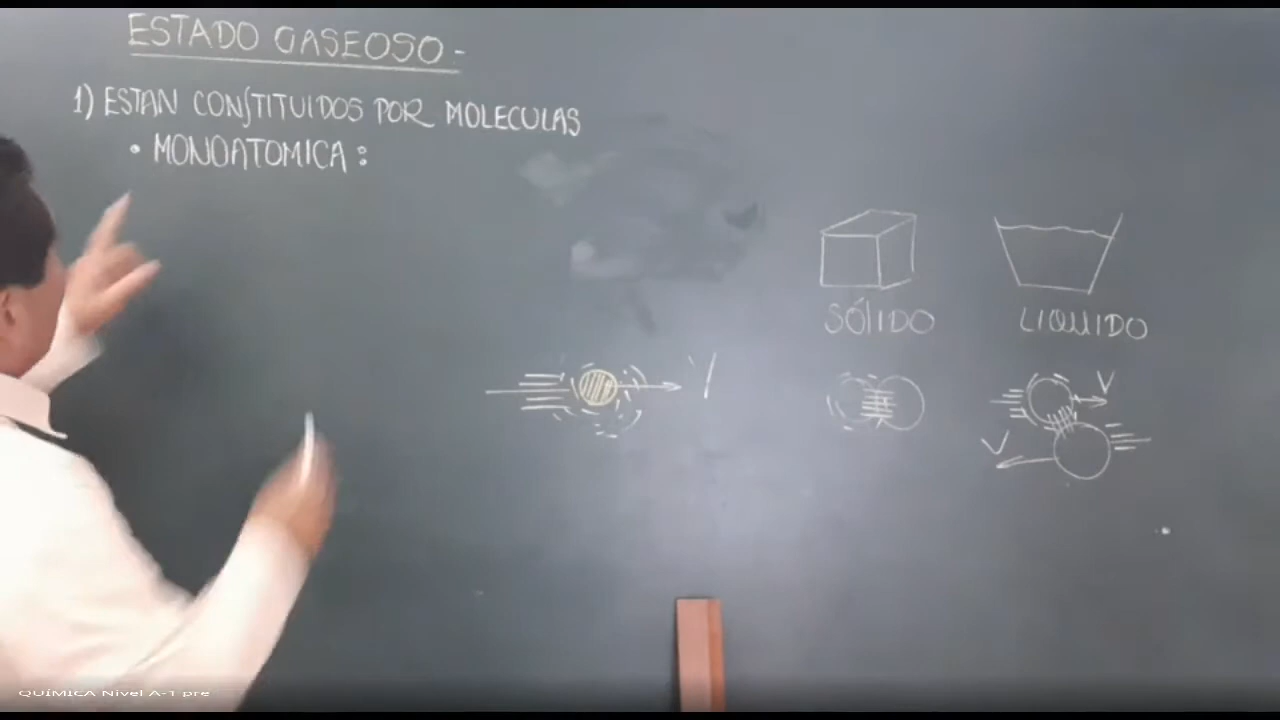 ESTADO GASEOSO.-
1) ESTAN CONSTITUIDOS POR MOLECULAS
• MONOATOMICA :
SÓLIDO
LIQUIDO
V
V
V
QUÍMICA Nivel A-1 pre